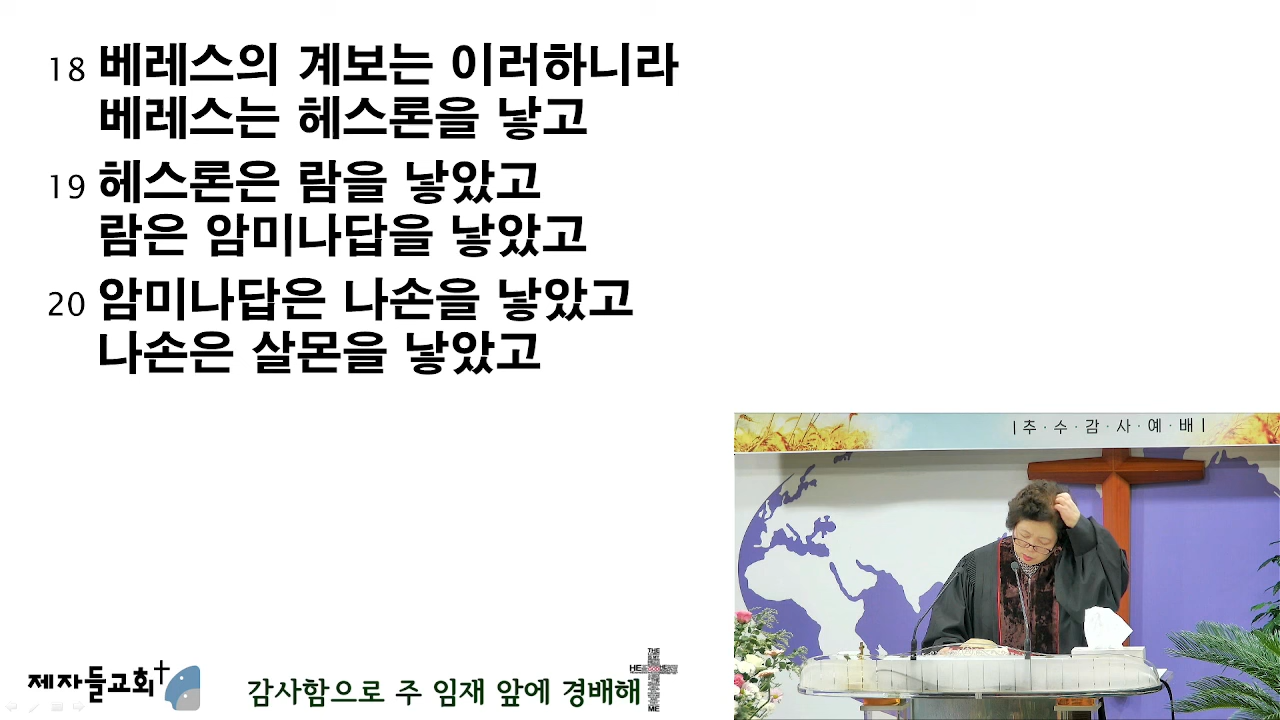 18 베레스의 계보는 이러하니라
베레스는 헤스론을 낳고
19 헤스론은 람을 낳았고
람은 암미나답을 낳았고
20 암미나답은 나손을 낳았고
나손은 살몬을 낳았고
|추·수·감·사·예·배|
제자들교회
감사함으로 주 임재 앞에 경배해
THE
ME